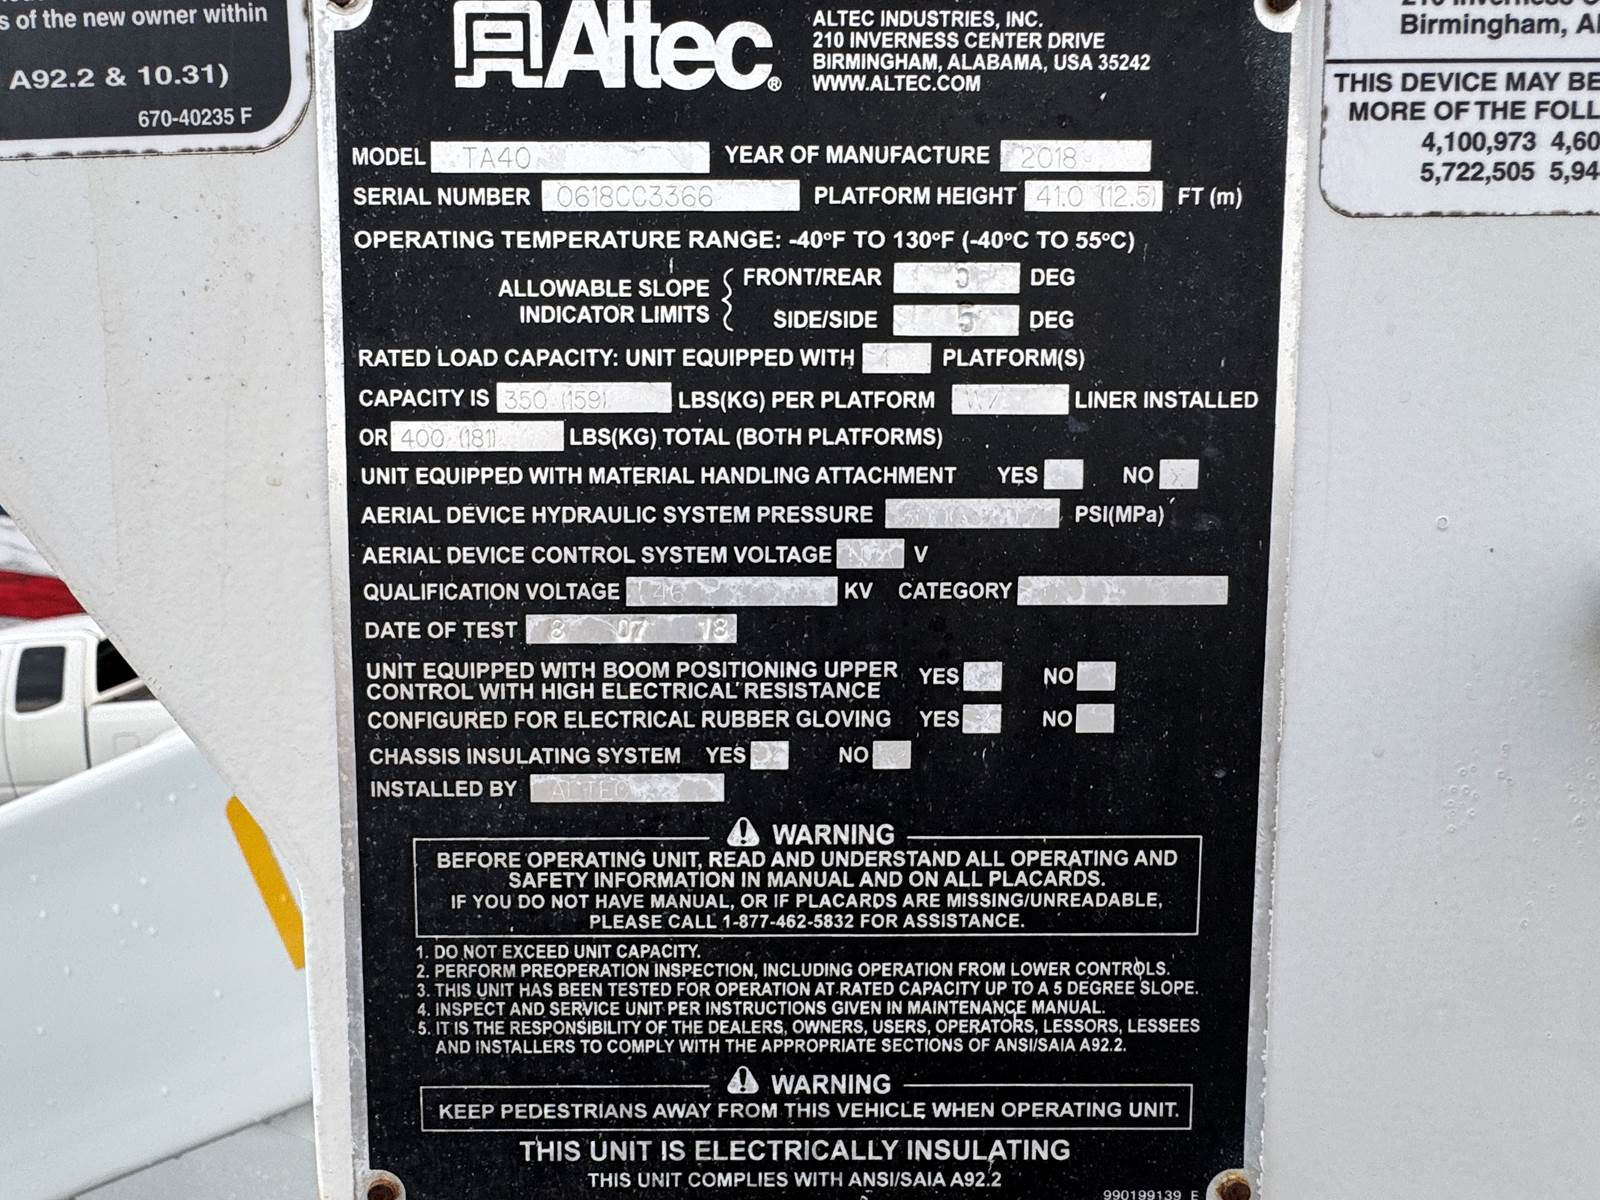 s of the new owner within
A92.2 & 10.31)
670-40235 F
Altec®
ALTEC INDUSTRIES, INC.
210 INVERNESS CENTER DRIVE
BIRMINGHAM, ALABAMA, USA 35242
WWW.ALTEC.COM
MODEL TA40 YEAR OF MANUFACTURE 2018
SERIAL NUMBER 0618CC3366 PLATFORM HEIGHT 41.0 (12.5) FT (m)
OPERATING TEMPERATURE RANGE: -40°F TO 130°F (-40°C TO 55°C)
ALLOWABLE SLOPE INDICATOR LIMITS
FRONT/REAR DEG
SIDE/SIDE 5 DEG
RATED LOAD CAPACITY: UNIT EQUIPPED WITH 1 PLATFORM(S)
CAPACITY IS 350 (159) LBS(KG) PER PLATFORM LINER INSTALLED
OR 400 (181) LBS(KG) TOTAL (BOTH PLATFORMS)
UNIT EQUIPPED WITH MATERIAL HANDLING ATTACHMENT YES NO X
AERIAL DEVICE HYDRAULIC SYSTEM PRESSURE PSI(MPa)
AERIAL DEVICE CONTROL SYSTEM VOLTAGE V
QUALIFICATION VOLTAGE 46 KV CATEGORY
DATE OF TEST 8 07 18
UNIT EQUIPPED WITH BOOM POSITIONING UPPER
CONTROL WITH HIGH ELECTRICAL RESISTANCE YES NO
CONFIGURED FOR ELECTRICAL RUBBER GLOVING YES NO
CHASSIS INSULATING SYSTEM YES NO
INSTALLED BY ALTEC
WARNING
BEFORE OPERATING UNIT, READ AND UNDERSTAND ALL OPERATING AND
SAFETY INFORMATION IN MANUAL AND ON ALL PLACARDS.
IF YOU DO NOT HAVE MANUAL, OR IF PLACARDS ARE MISSING/UNREADABLE,
PLEASE CALL 1-877-462-5832 FOR ASSISTANCE.
1. DO NOT EXCEED UNIT CAPACITY.
2. PERFORM PREOPERATION INSPECTION, INCLUDING OPERATION FROM LOWER CONTROLS.
3. THIS UNIT HAS BEEN TESTED FOR OPERATION AT RATED CAPACITY UP TO A 5 DEGREE SLOPE.
4. INSPECT AND SERVICE UNIT PER INSTRUCTIONS GIVEN IN MAINTENANCE MANUAL.
5. IT IS THE RESPONSIBILITY OF THE DEALERS, OWNERS, USERS, OPERATORS, LESSORS, LESSEES
AND INSTALLERS TO COMPLY WITH THE APPROPRIATE SECTIONS OF ANSI/SAIA A92.2.
WARNING
KEEP PEDESTRIANS AWAY FROM THIS VEHICLE WHEN OPERATING UNIT.
THIS UNIT IS ELECTRICALLY INSULATING
THIS UNIT COMPLIES WITH ANSI/SAIA A92.2
990199139 E
Birmingham, Al
THIS DEVICE MAY BE
MORE OF THE FOLL
4,100,973 4,60
5,722,505 5,94